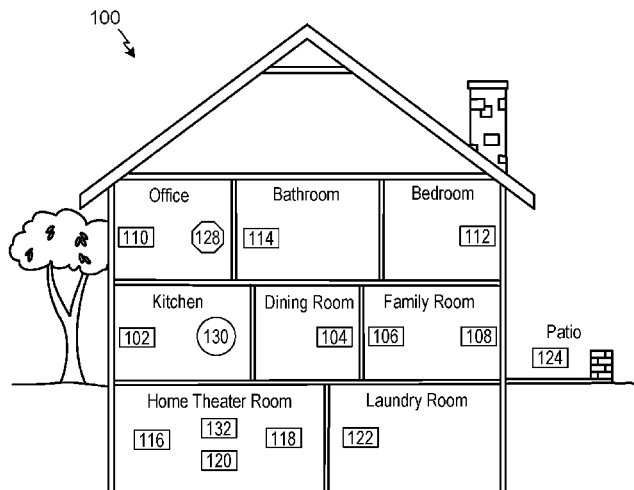 100
Office
Bathroom
Bedroom
110
128
114
112
Kitchen
Dining Room
Family Room
Patio
102
130
104
106
108
124
Home Theater Room
Laundry Room
116
132
118
122
120